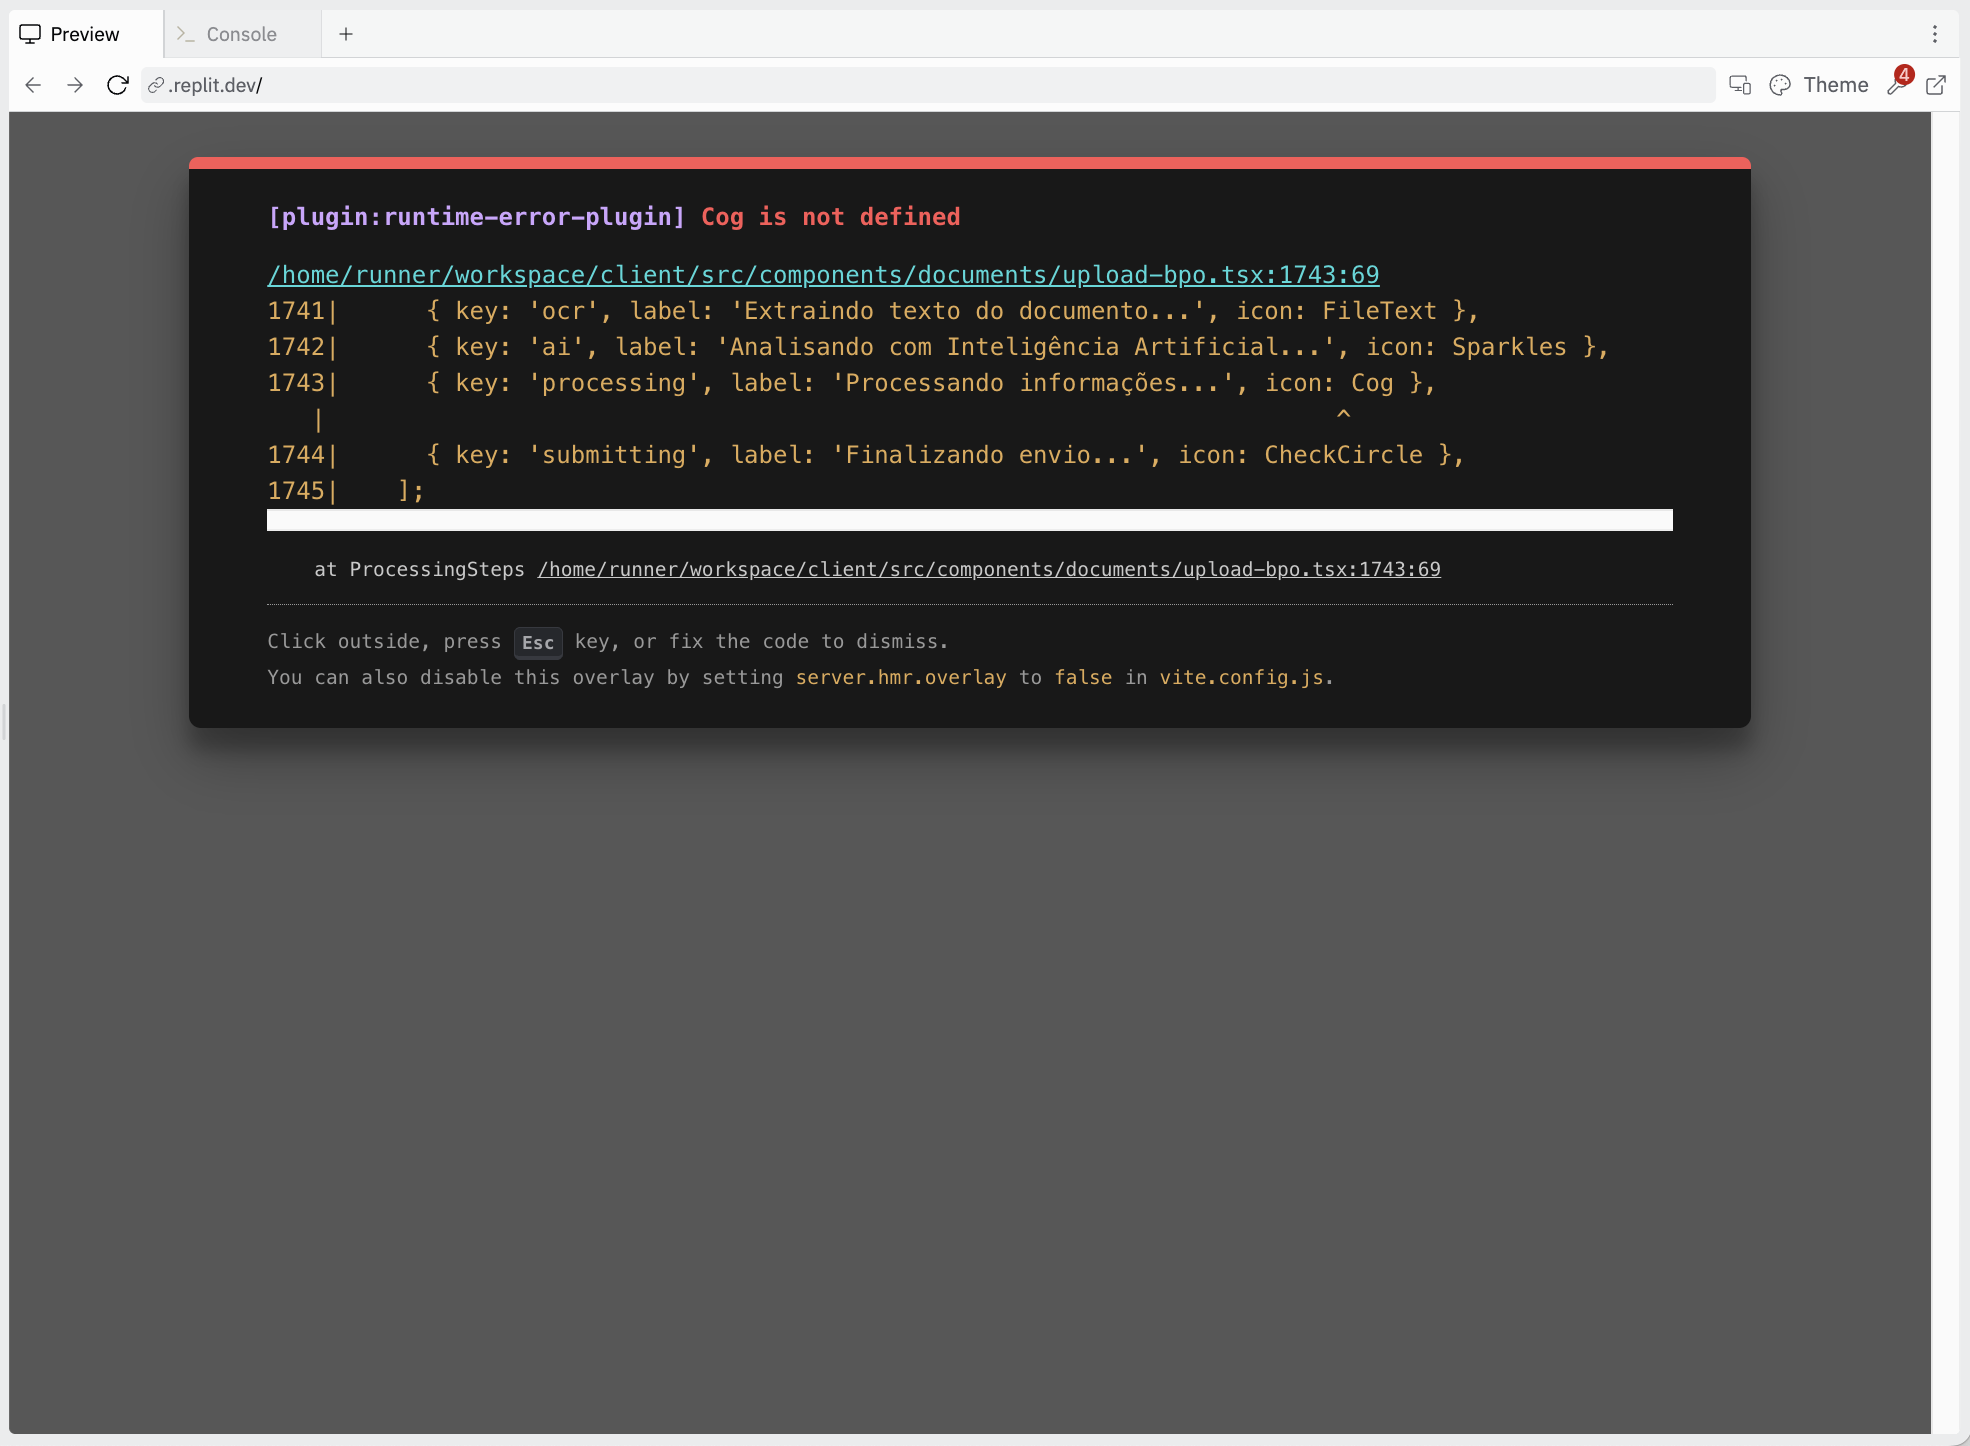 Preview
Console
.replit.dev/
Theme
4
[plugin:runtime-error-plugin] Cog is not defined
/home/runner/workspace/client/src/components/documents/upload-bpo.tsx:1743:69
1741|      { key: 'ocr', label: 'Extraindo texto do documento...', icon: FileText },
1742|      { key: 'ai', label: 'Analisando com Inteligência Artificial...', icon: Sparkles },
1743|      { key: 'processing', label: 'Processando informações...', icon: Cog },
   |                                                                       ^
1744|      { key: 'submitting', label: 'Finalizando envio...', icon: CheckCircle },
1745|    ];
at ProcessingSteps /home/runner/workspace/client/src/components/documents/upload-bpo.tsx:1743:69
Click outside, press Esc key, or fix the code to dismiss.
You can also disable this overlay by setting server.hmr.overlay to false in vite.config.js.